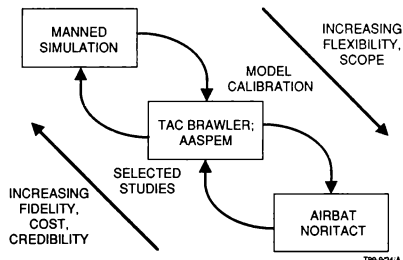 MANNED
SIMULATION
INCREASING
FLEXIBILITY,
SCOPE
MODEL
CALIBRATION
TAC BRAWLER;
AASPEM
SELECTED
STUDIES
INCREASING
FIDELITY,
COST,
CREDIBILITY
AIRBAT
NORITACT